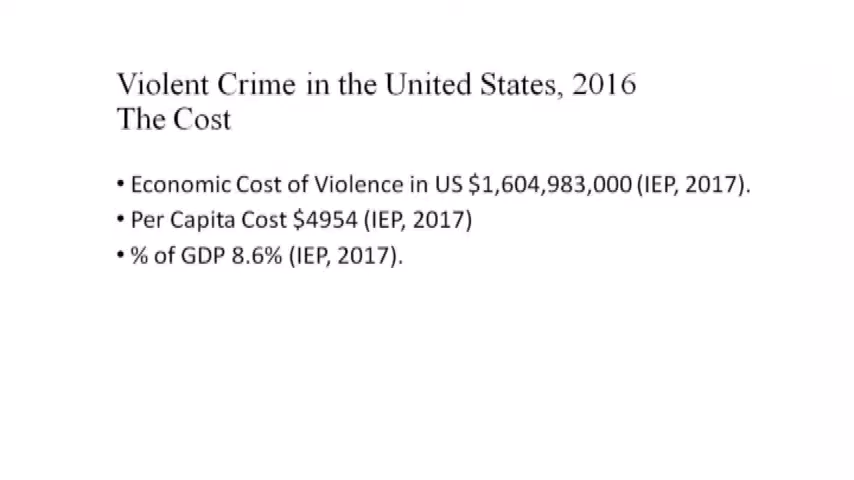 Violent Crime in the United States, 2016
The Cost
• Economic Cost of Violence in US $1,604,983,000 (IEP, 2017).
• Per Capita Cost $4954 (IEP, 2017)
• % of GDP 8.6% (IEP, 2017).